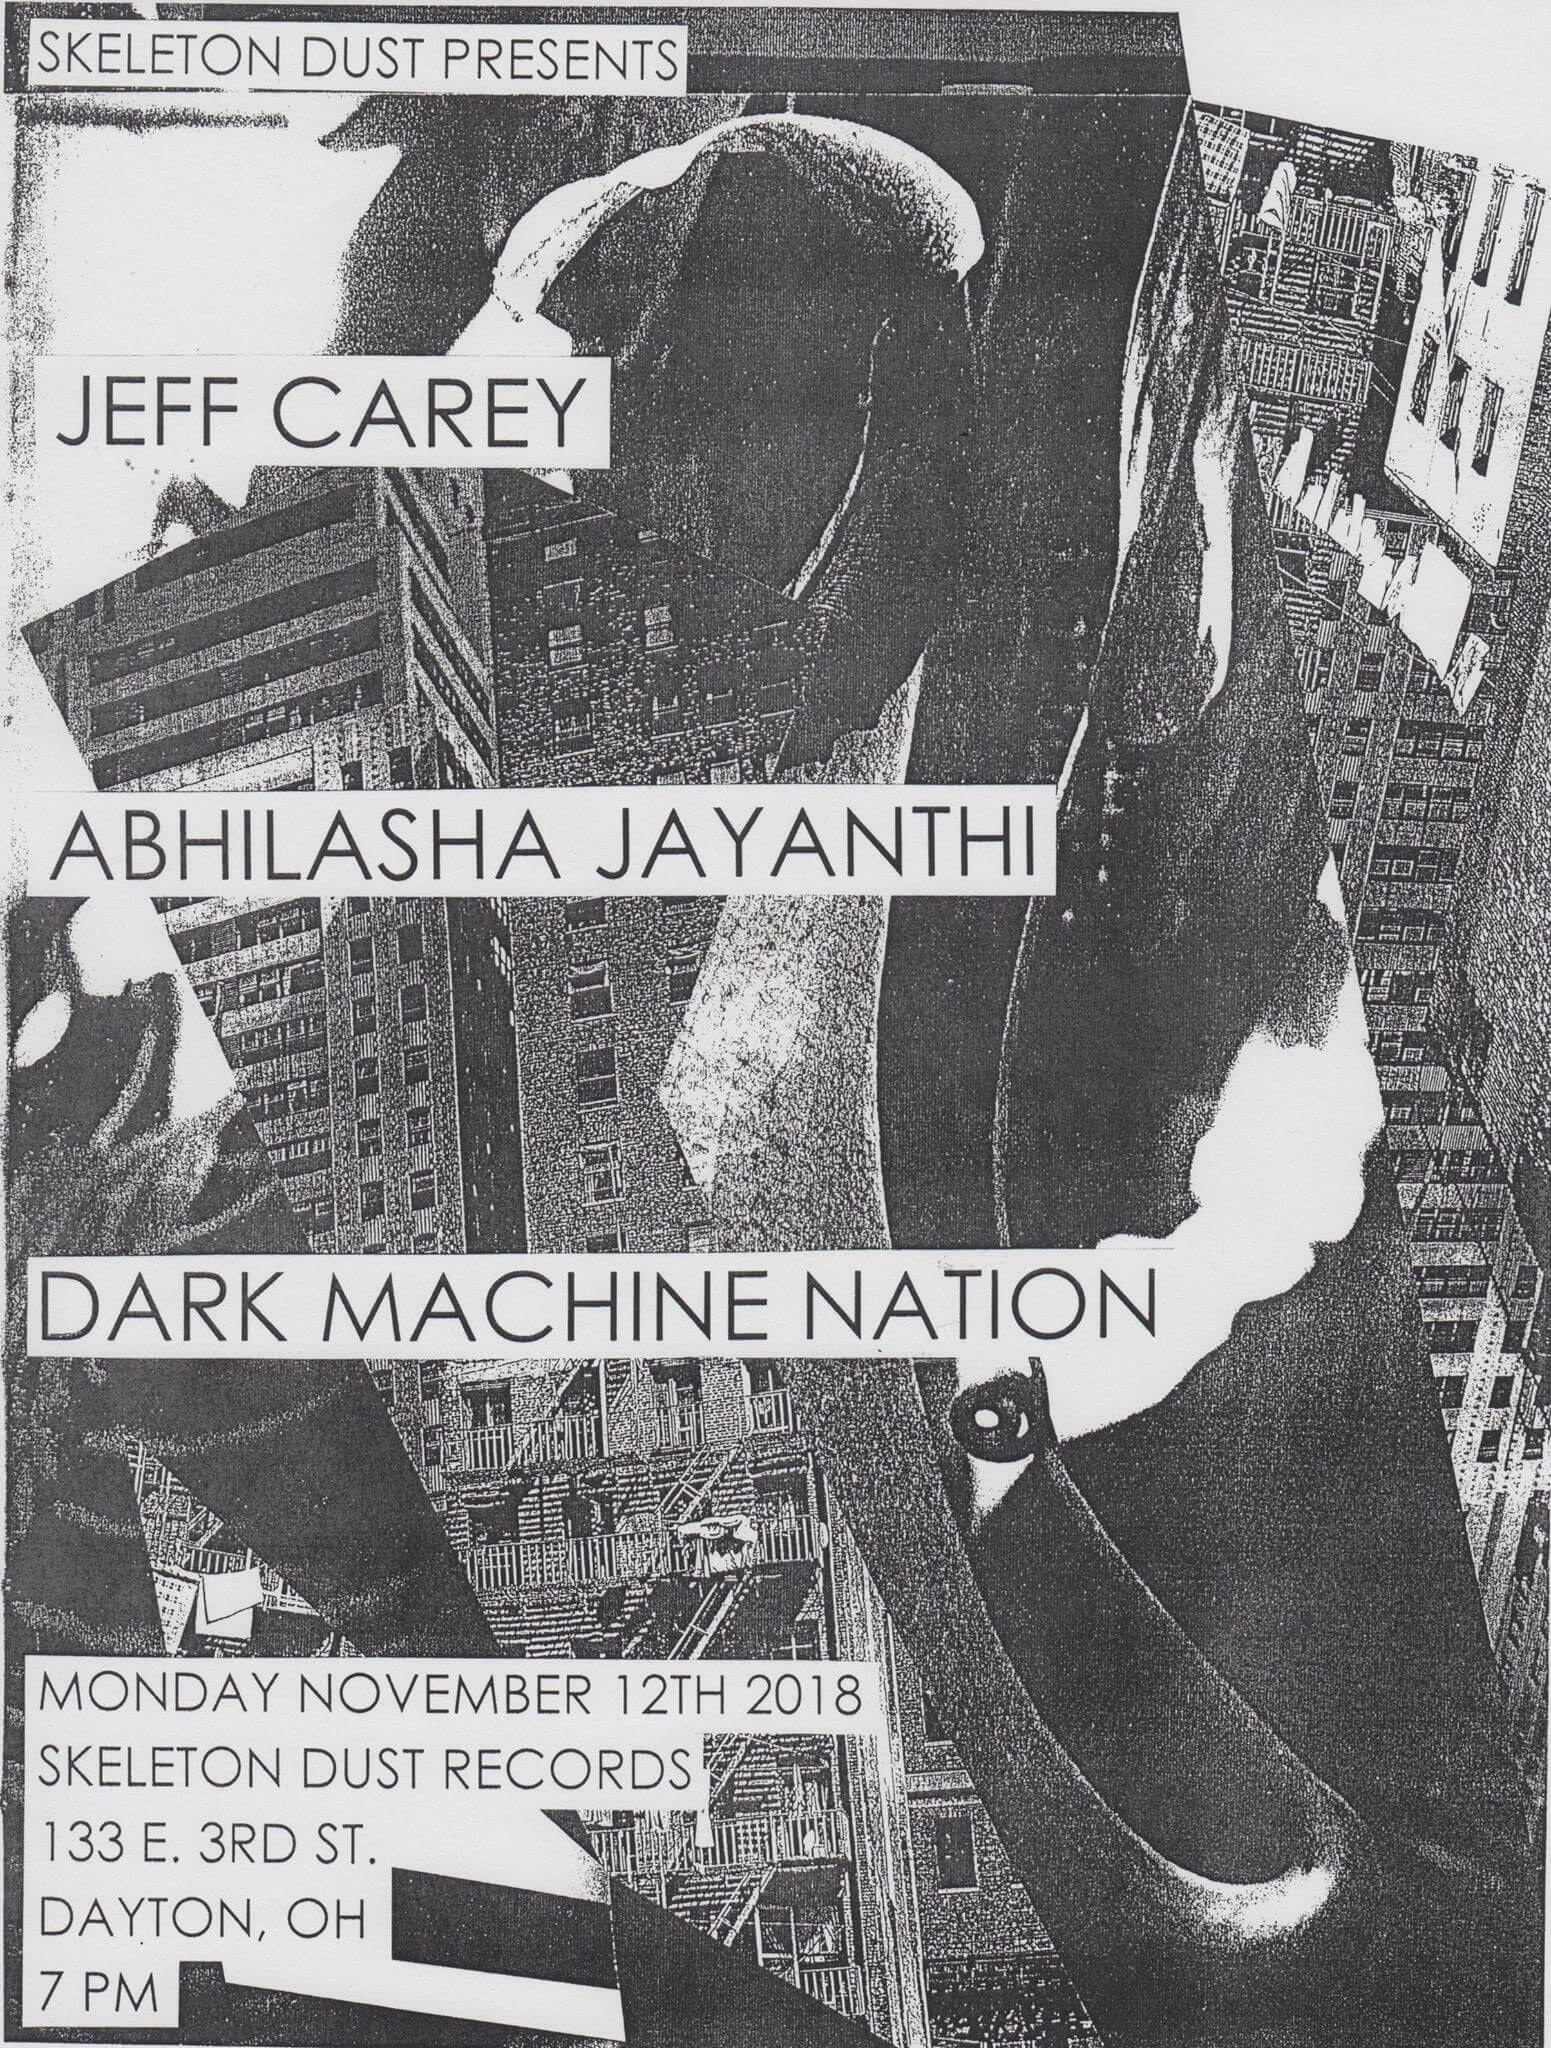 SKELETON DUST PRESENTS
JEFF CAREY
ABHILASHA JAYANTHI
DARK MACHINE NATION
MONDAY NOVEMBER 12TH 2018
SKELETON DUST RECORDS
133 E. 3RD ST.
DAYTON, OH
7 PM